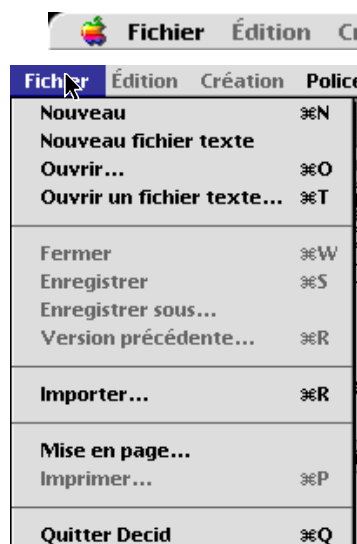 Fichier Édition
Fichier Édition Création Police
Nouveau ⌘N
Nouveau fichier texte
Ouvrir... ⌘O
Ouvrir un fichier texte... ⌘T
Fermer ⌘W
Enregistrer ⌘S
Enregistrer sous...
Version précédente... ⌘R
Importer... ⌘R
Mise en page...
Imprimer... ⌘P
Quitter Decid ⌘Q